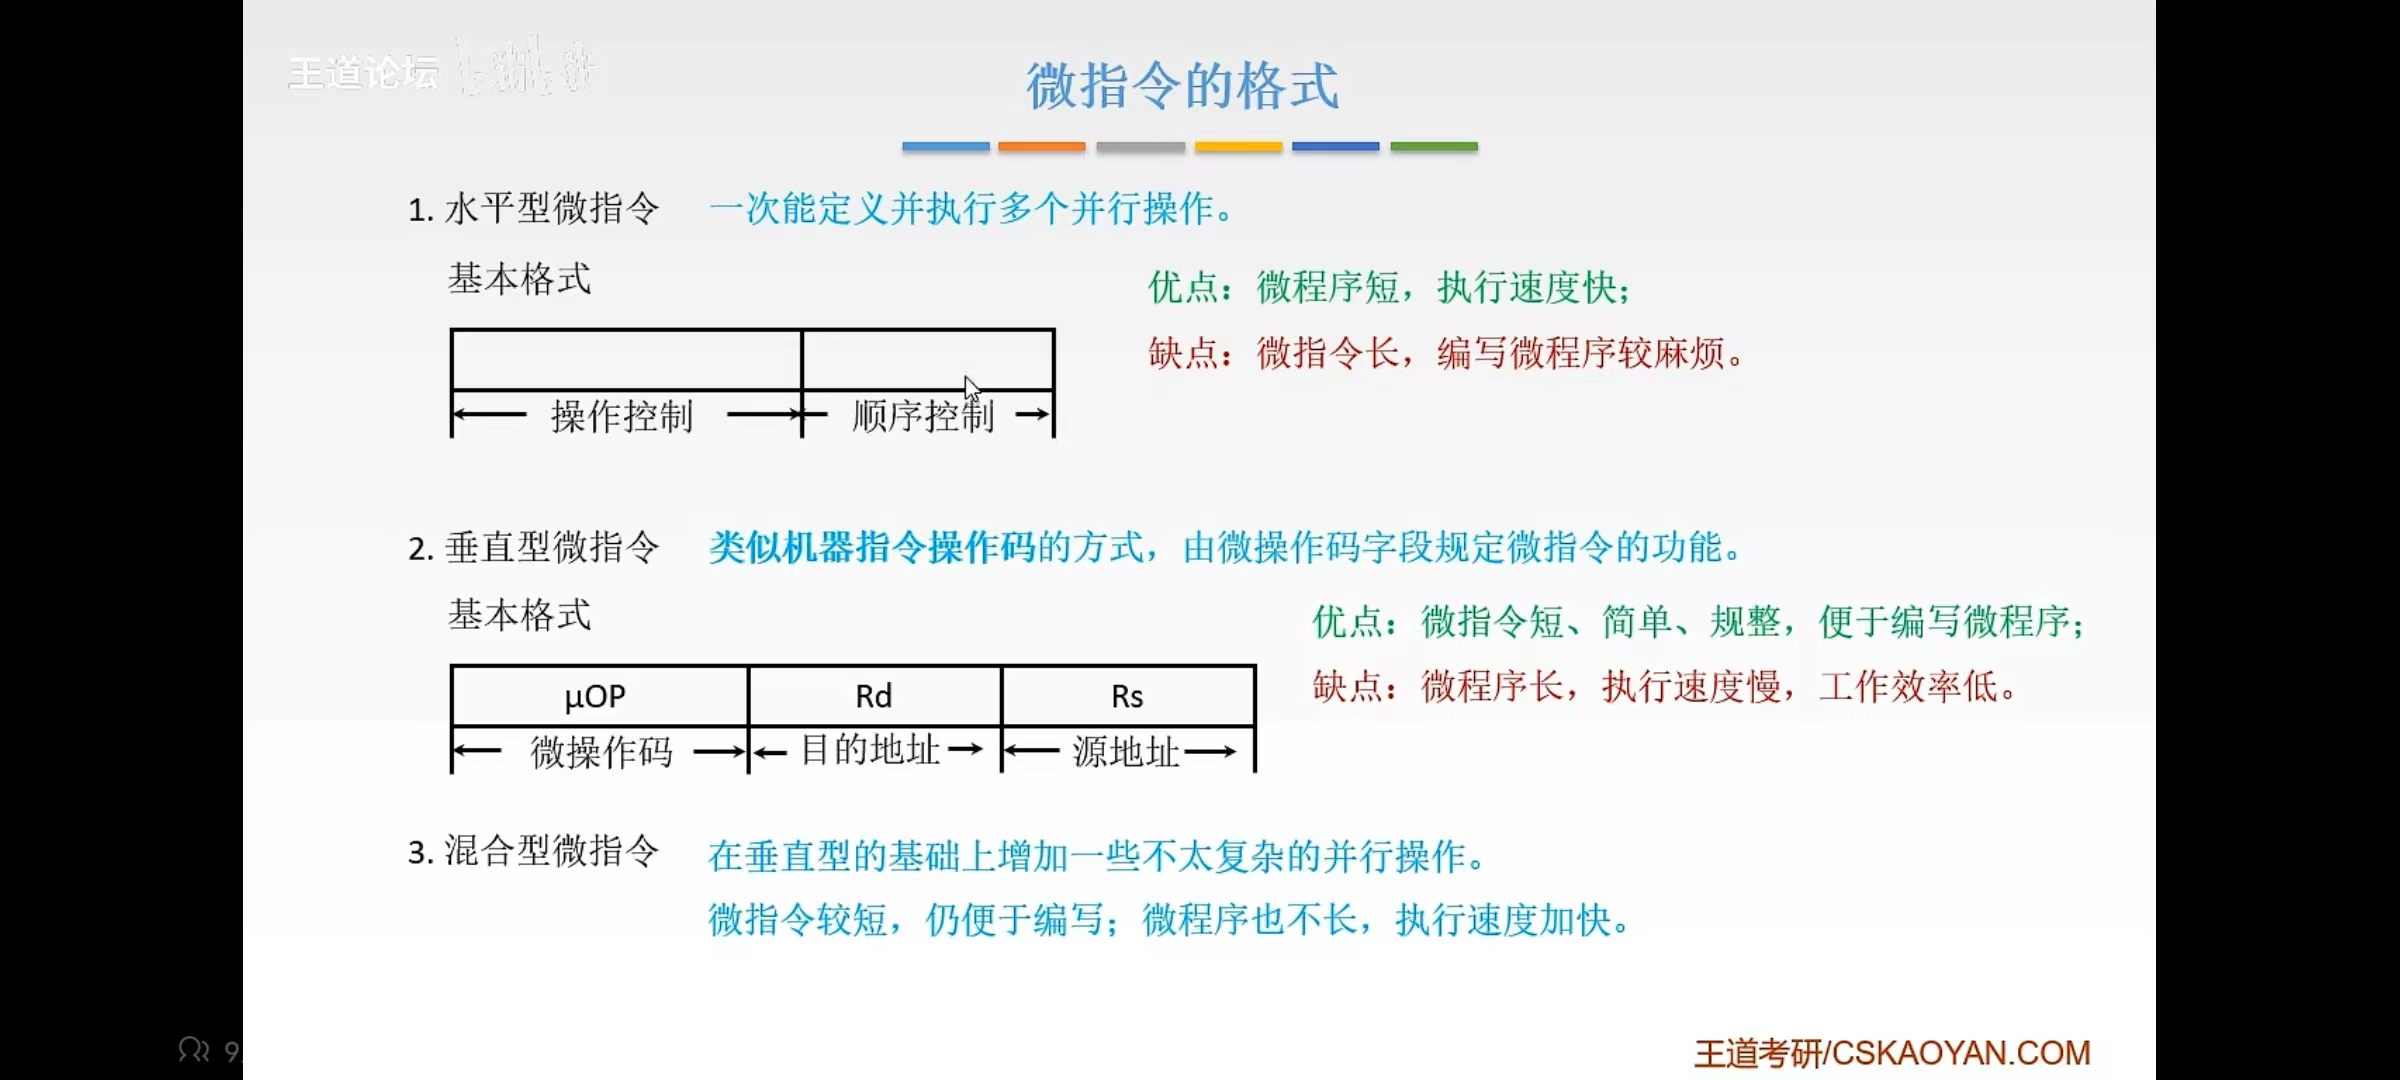 王道论坛
微指令的格式
1. 水平型微指令 一次能定义并执行多个并行操作。
基本格式
优点：微程序短，执行速度快；
缺点：微指令长，编写微程序较麻烦。
操作控制 顺序控制
2. 垂直型微指令 类似机器指令操作码的方式，由微操作码字段规定微指令的功能。
基本格式
优点：微指令短、简单、规整，便于编写微程序；
缺点：微程序长，执行速度慢，工作效率低。
μOP Rd Rs
微操作码 目的地址 源地址
3. 混合型微指令 在垂直型的基础上增加一些不太复杂的并行操作。
微指令较短，仍便于编写；微程序也不长，执行速度加快。
9
王道考研/CSKAOYAN.COM